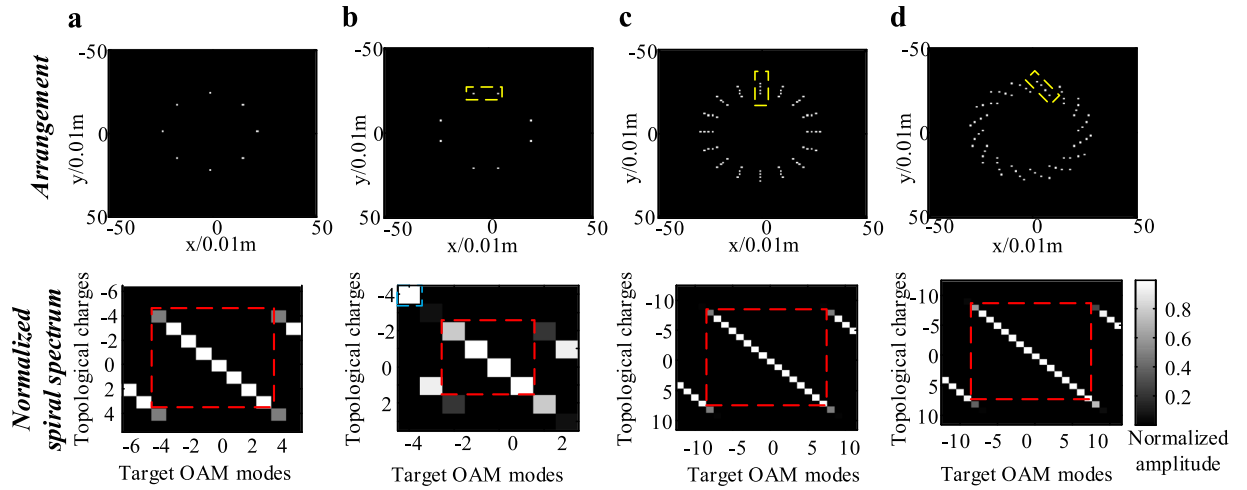 a
b
c
d
Arrangement
y/0.01m
-50
0
50
-50
0
50
x/0.01m
y/0.01m
-50
0
50
-50
0
50
x/0.01m
y/0.01m
-50
0
50
-50
0
50
x/0.01m
y/0.01m
-50
0
50
-50
0
50
x/0.01m
Normalized
spiral spectrum
Topological charges
-6
-4
-2
0
2
4
-6
-4
-2
0
2
4
Target OAM modes
Topological charges
-4
-2
0
2
-4
-2
0
2
Target OAM modes
Topological charges
-10
-5
0
5
10
-10
-5
0
5
10
Target OAM modes
Topological charges
-10
-5
0
5
10
-10
-5
0
5
10
Target OAM modes
0.8
0.6
0.4
0.2
Normalized
amplitude